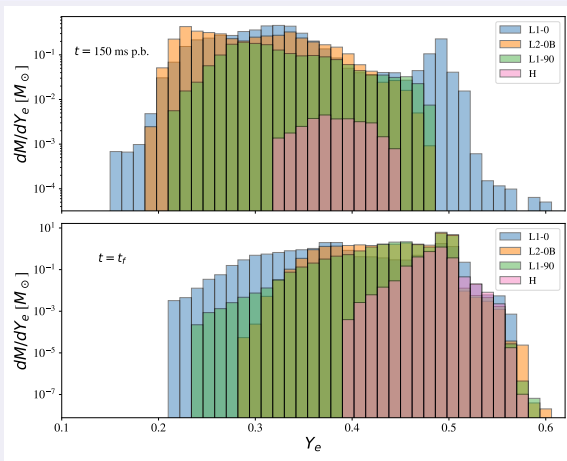 t = 150 ms p.b.
L1-0
L2-0B
L1-90
H
dM/dYₑ [M⊙]
10⁻¹
10⁻²
10⁻³
10⁻⁴
t = t_f
L1-0
L2-0B
L1-90
H
dM/dYₑ [M⊙]
10¹
10⁻¹
10⁻³
10⁻⁵
10⁻⁷
0.1 0.2 0.3 0.4 0.5 0.6
Yₑ